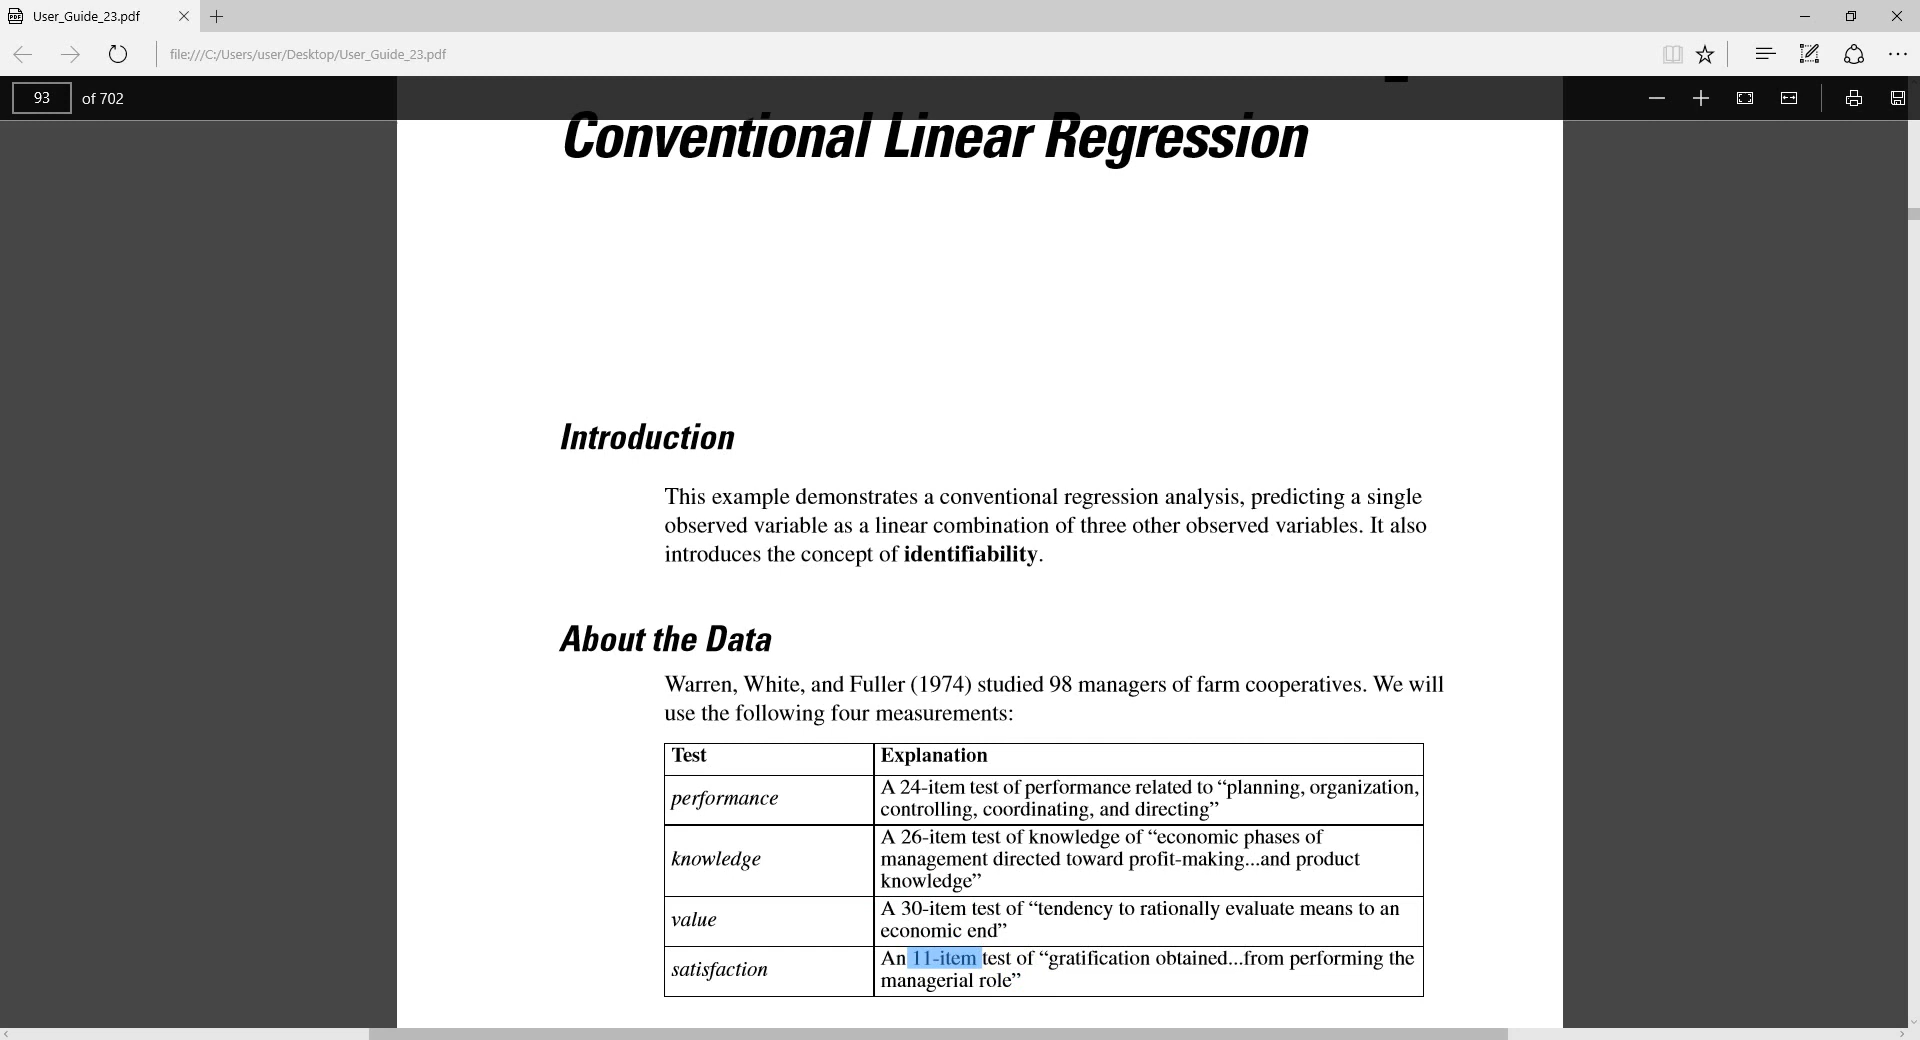 User_Guide_23.pdf
file:///C:/Users/user/Desktop/User_Guide_23.pdf
93 of 702
Conventional Linear Regression
Introduction
This example demonstrates a conventional regression analysis, predicting a single
observed variable as a linear combination of three other observed variables. It also
introduces the concept of identifiability.
About the Data
Warren, White, and Fuller (1974) studied 98 managers of farm cooperatives. We will
use the following four measurements:
Test Explanation
performance A 24-item test of performance related to “planning, organization,
controlling, coordinating, and directing”
knowledge A 26-item test of knowledge of “economic phases of
management directed toward profit-making...and product
knowledge”
value A 30-item test of “tendency to rationally evaluate means to an
economic end”
satisfaction An 11-item test of “gratification obtained...from performing the
managerial role”